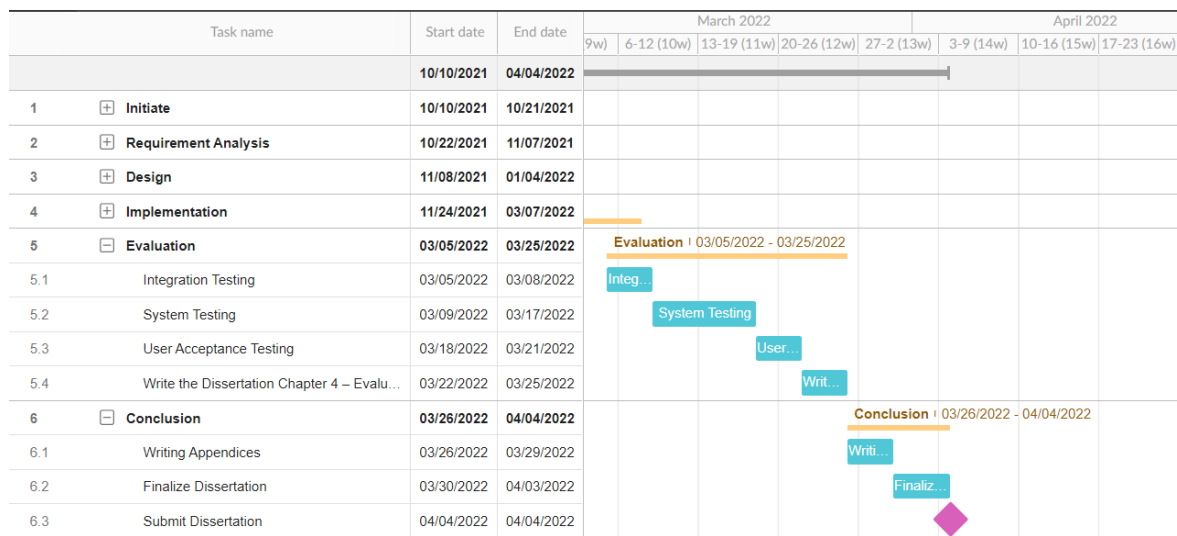 Task name Start date End date March 2022 April 2022
9w) 6-12 (10w) 13-19 (11w) 20-26 (12w) 27-2 (13w) 3-9 (14w) 10-16 (15w) 17-23 (16w)
10/10/2021 04/04/2022
1 Initiate 10/10/2021 10/21/2021
2 Requirement Analysis 10/22/2021 11/07/2021
3 Design 11/08/2021 01/04/2022
4 Implementation 11/24/2021 03/07/2022
5 Evaluation 03/05/2022 03/25/2022 Evaluation 03/05/2022 - 03/25/2022
5.1 Integration Testing 03/05/2022 03/08/2022 Integ...
5.2 System Testing 03/09/2022 03/17/2022 System Testing
5.3 User Acceptance Testing 03/18/2022 03/21/2022 User...
5.4 Write the Dissertation Chapter 4 – Evalu... 03/22/2022 03/25/2022 Writ...
6 Conclusion 03/26/2022 04/04/2022 Conclusion 03/26/2022 - 04/04/2022
6.1 Writing Appendices 03/26/2022 03/29/2022 Writi...
6.2 Finalize Dissertation 03/30/2022 04/03/2022 Finaliz...
6.3 Submit Dissertation 04/04/2022 04/04/2022